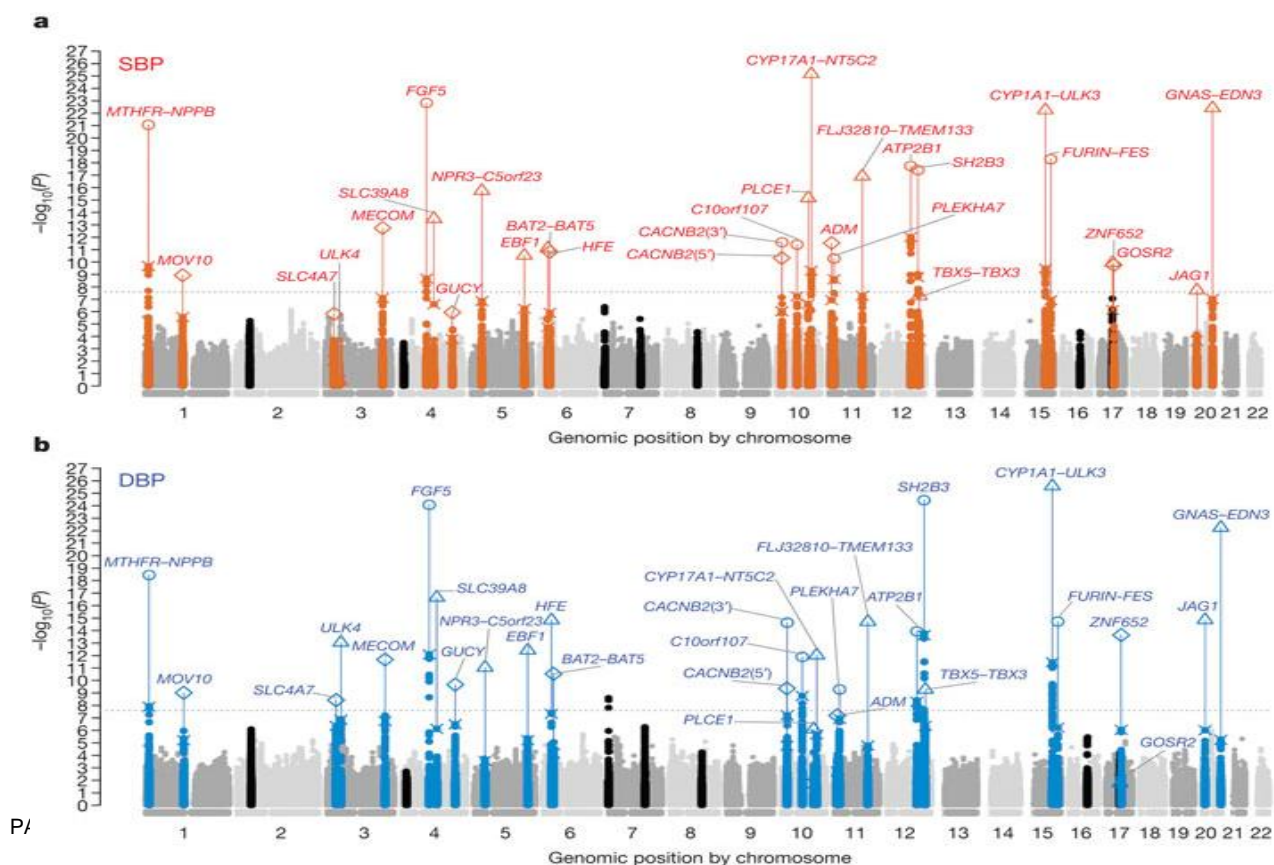 a
27
26
25
24
23
22
21
20
19
18
17
16
15
14
13
12
11
10
9
8
7
6
5
4
3
2
1
0
–log10(P)
SBP
MTHFR–NPPB
MOV10
SLC4A7
ULK4
MECOM
SLC39A8
FGF5
GUCY
NPR3–C5orf23
EBF1
BAT2–BAT5
HFE
CYP17A1–NT5C2
FLJ32810–TMEM133
ATP2B1
SH2B3
PLCE1
C10orf107
PLEKHA7
CACNB2(3′)
ADM
CACNB2(5′)
TBX5–TBX3
CYP1A1–ULK3
FURIN–FES
ZNF652
GOSR2
JAG1
GNAS–EDN3
1 2 3 4 5 6 7 8 9 10 11 12 13 14 15 16 17 18 19 20 21 22
Genomic position by chromosome
b
27
26
25
24
23
22
21
20
19
18
17
16
15
14
13
12
11
10
9
8
7
6
5
4
3
2
1
0
–log10(P)
DBP
MTHFR–NPPB
MOV10
SLC4A7
ULK4
MECOM
FGF5
SLC39A8
NPR3–C5orf23
GUCY
EBF1
HFE
BAT2–BAT5
FLJ32810–TMEM133
CYP17A1–NT5C2
PLEKHA7
ATP2B1
CACNB2(3′)
C10orf107
CACNB2(5′)
PLCE1
ADM
SH2B3
TBX5–TBX3
CYP1A1–ULK3
FURIN–FES
ZNF652
GOSR2
JAG1
GNAS–EDN3
1 2 3 4 5 6 7 8 9 10 11 12 13 14 15 16 17 18 19 20 21 22
Genomic position by chromosome